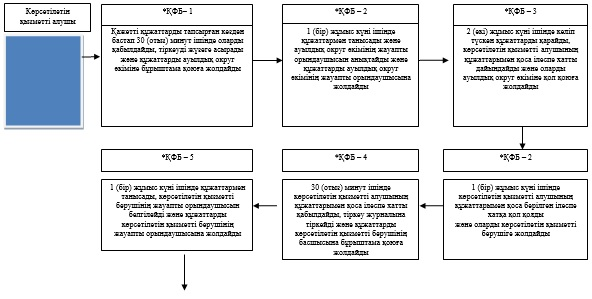 Көрсетілетін
қызметті алушы
*ҚФБ– 1
Қажетті құжаттарды тапсырған кезден
бастап 30 (отыз) минут ішінде оларды
қабылдайды, тіркеуді жүзеге асырады
және құжаттарды ауылдық округ
әкіміне бұрыштама қоюға жолдайды
*ҚФБ – 2
1 (бір) жұмыс күні ішінде
құжаттармен танысады және
ауылдық округ әкімінің жауапты
орындаушысын анықтайды және
құжаттарды ауылдық округ
әкімінің жауапты орындаушысына
жолдайды
*ҚФБ – 3
2 (екі) жұмыс күні ішінде келіп
түскен құжаттарды қарайды,
көрсетілетін қызметті алушының
құжаттарымен қоса ілеспе хатты
дайындайды және оларды
ауылдық округ әкіміне қол қоюға
жолдайды
*ҚФБ – 2
1 (бір) жұмыс күні ішінде
көрсетілетін қызметті алушының
құжаттарымен қоса берілген ілеспе
хатқа қол қолды
және оларды көрсетілетін қызметті
берушіге жолдайды
*ҚФБ – 4
30 (отыз) минут ішінде
көрсетілетін қызметті алушының
құжаттарымен қоса ілеспе хатты
қабылдайды, тіркеу журналына
тіркейді және құжаттарды
көрсетілетін қызметті берушінің
басшысына бұрыштама қоюға
жолдайды
*ҚФБ – 5
1 (бір) жұмыс күні ішінде құжаттармен
танысады, көрсетілетін қызметті
берушінің жауапты орындаушысын
белгілейді және құжаттарды
көрсетілетін қызметті берушінің
жауапты орындаушысына жолдайды